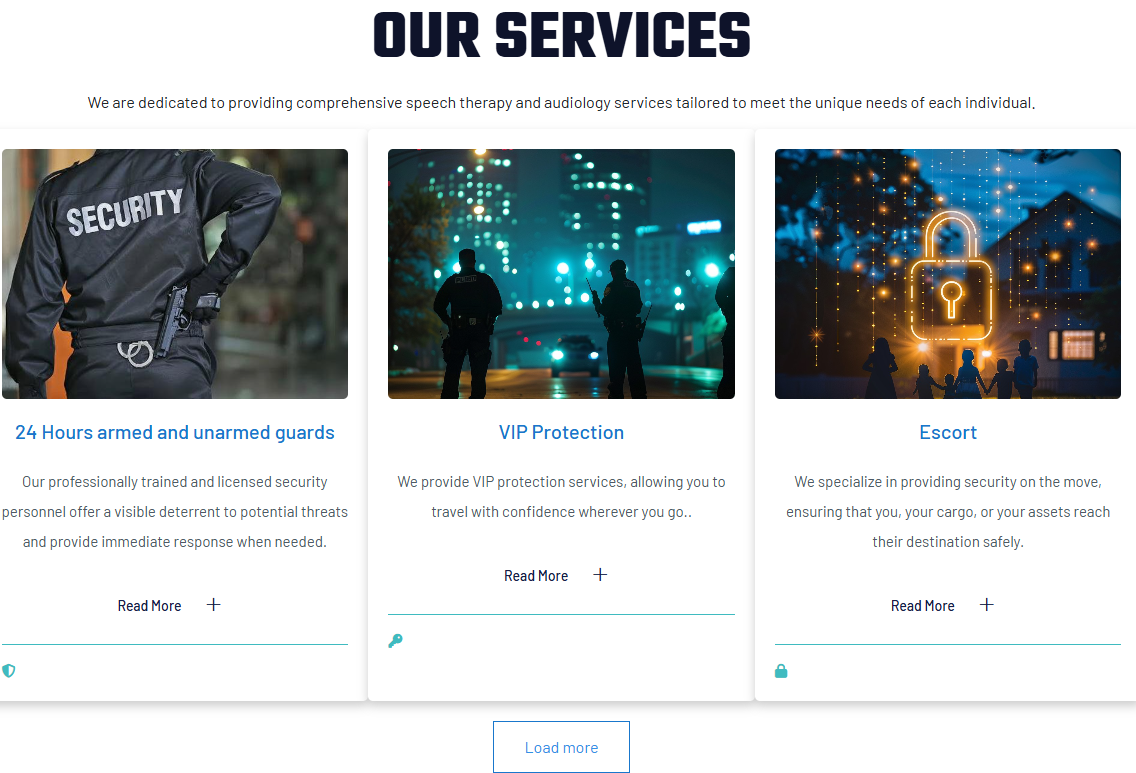 OUR SERVICES
We are dedicated to providing comprehensive speech therapy and audiology services tailored to meet the unique needs of each individual.
SECURITY
24 Hours armed and unarmed guards
Our professionally trained and licensed security
personnel offer a visible deterrent to potential threats
and provide immediate response when needed.
Read More
VIP Protection
We provide VIP protection services, allowing you to
travel with confidence wherever you go..
Read More
Escort
We specialize in providing security on the move,
ensuring that you, your cargo, or your assets reach
their destination safely.
Read More
Load more